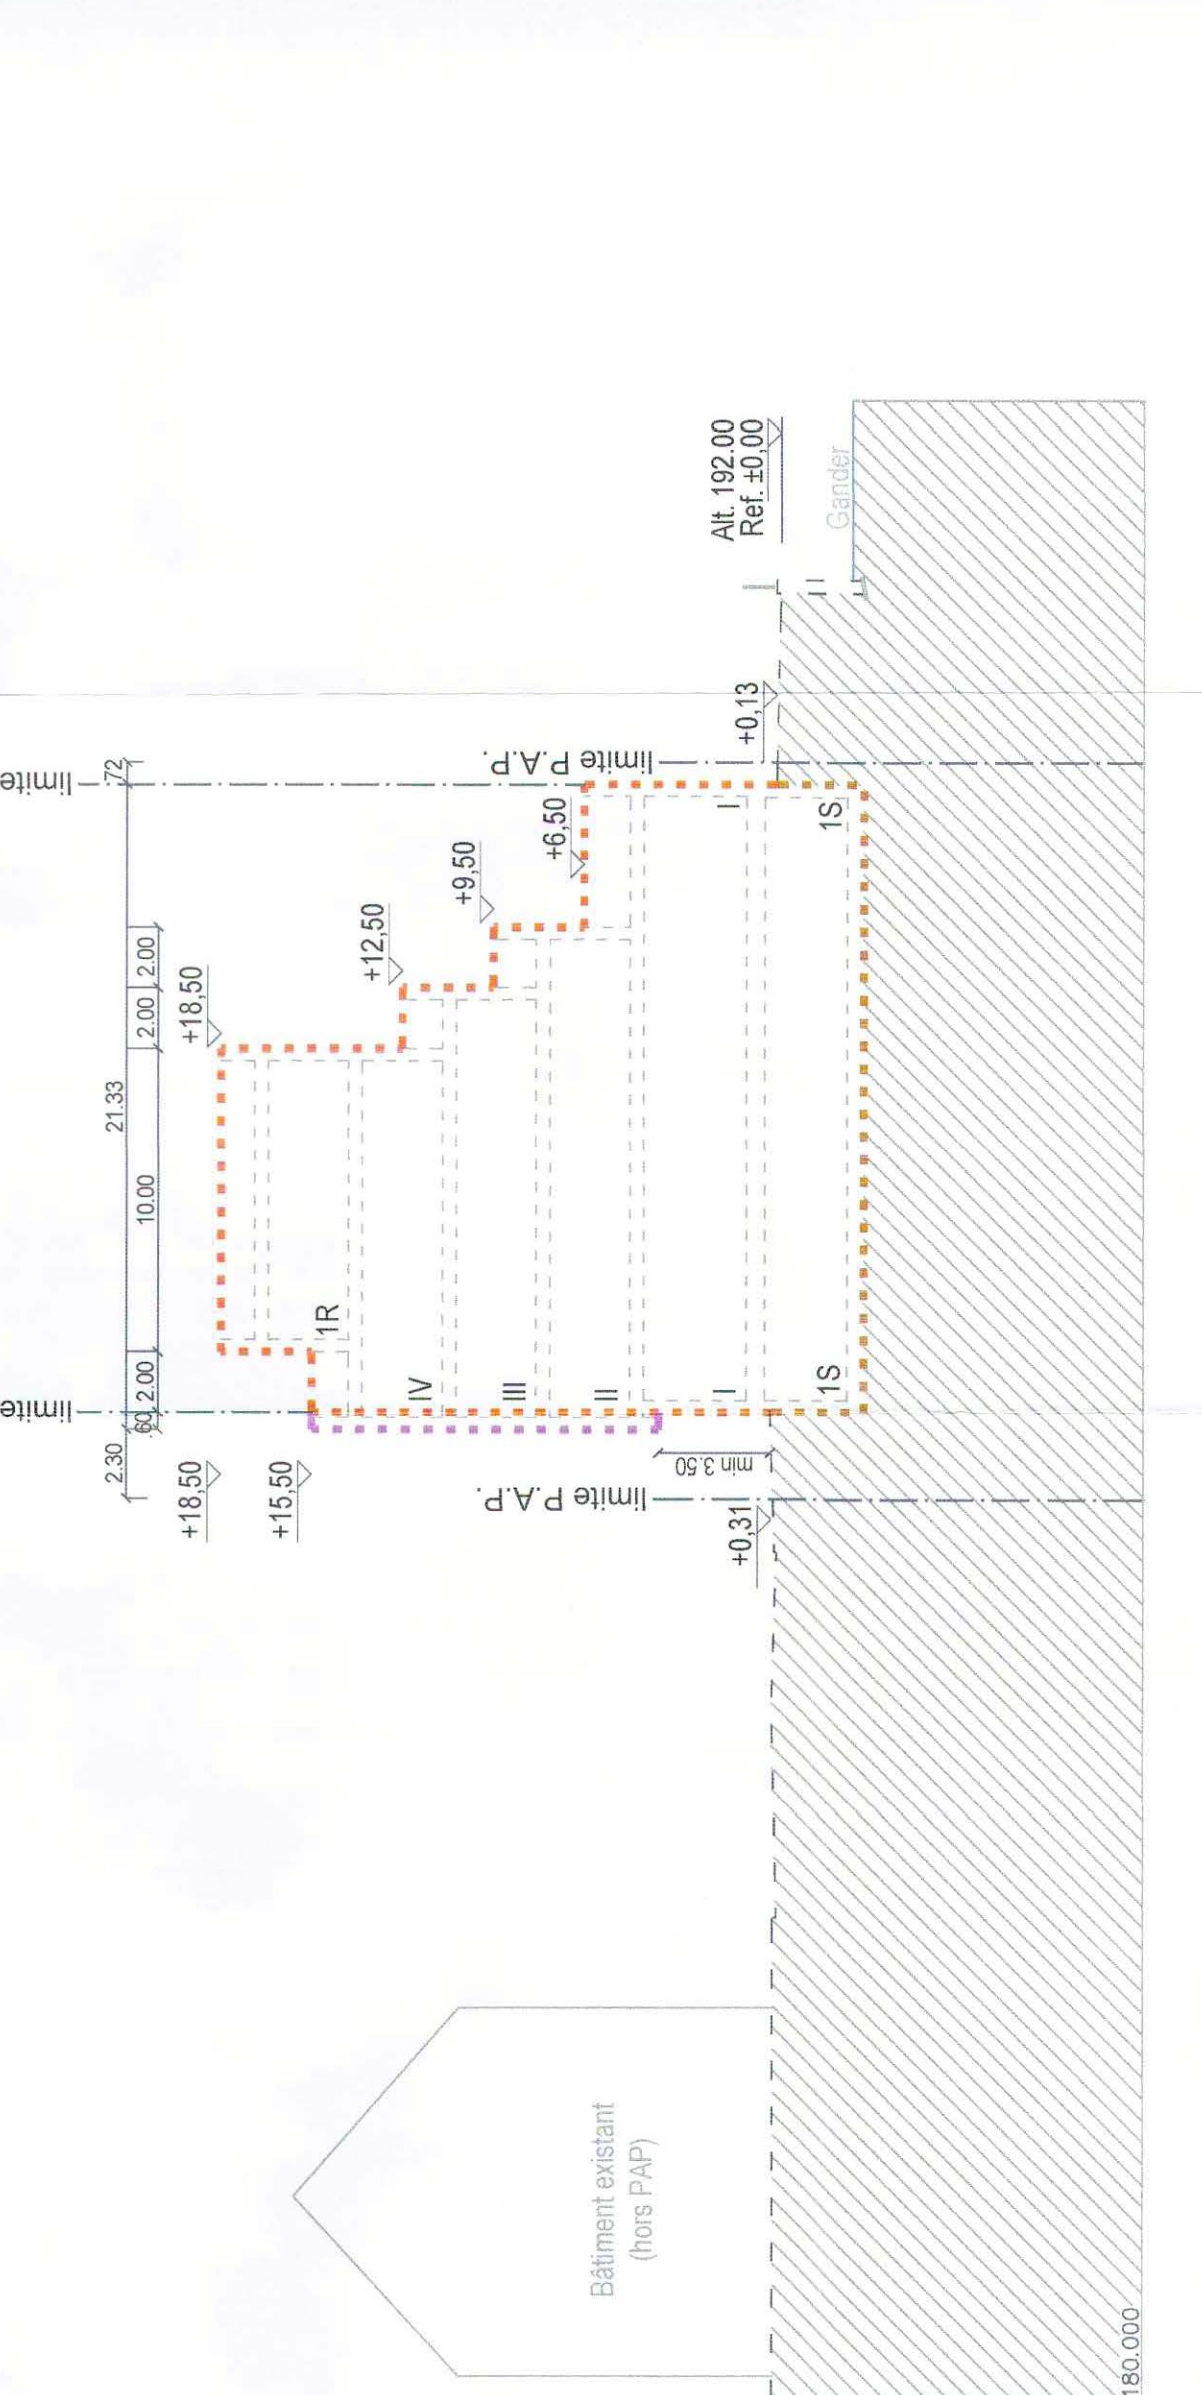 limite
limite
2.30
21.33
72
.60
2.00
10.00
2.00
2.00
+18,50
+15,50
+18,50
+12,50
+9,50
+6,50
limite P.A.P.
limite P.A.P.
1R
IV
III
II
I
I
1S
1S
min 3.50
+0,31
+0,13
Alt. 192.00
Ref. ±0,00
Gander
Bâtiment existant
(hors PAP)
180.000